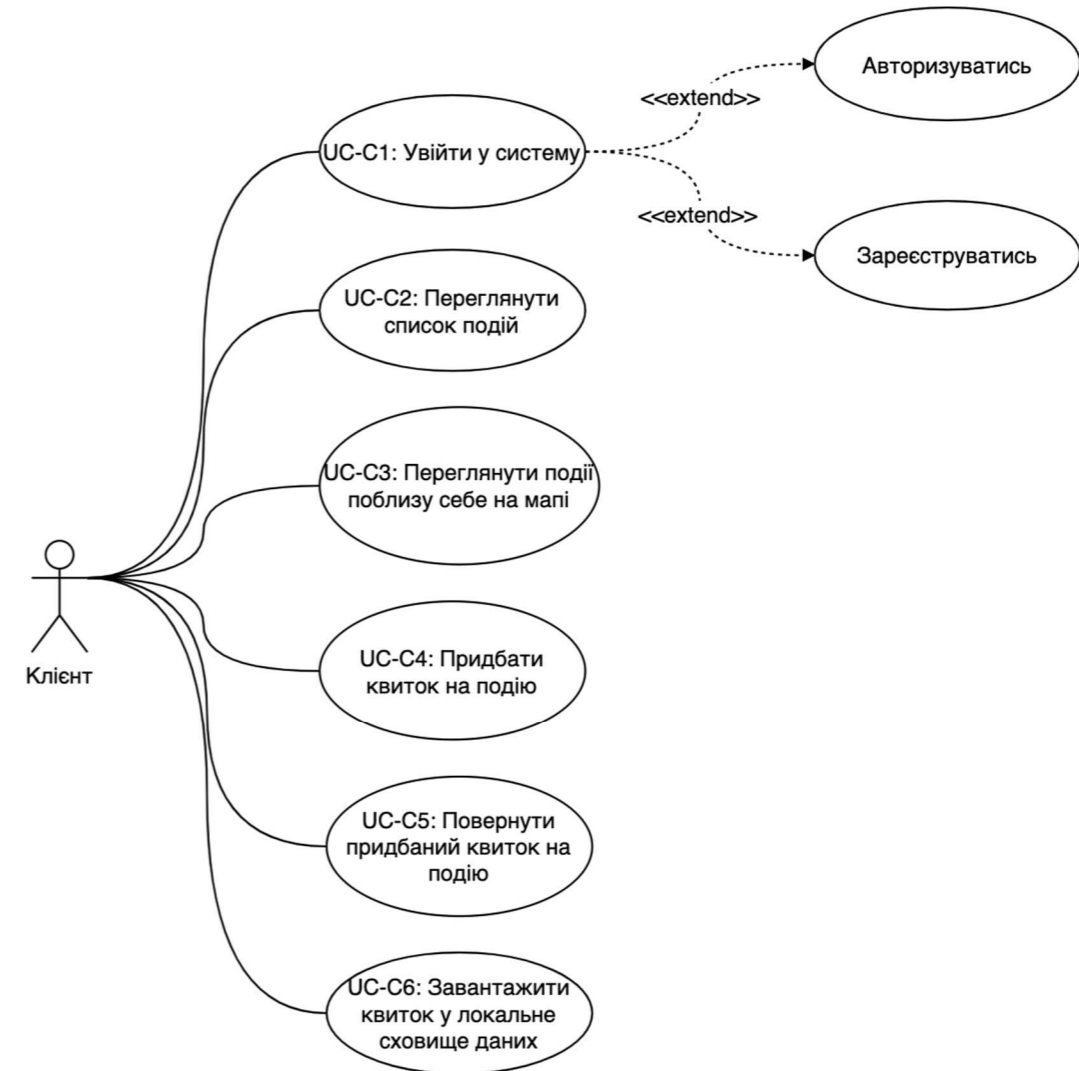 Авторизуватись
<<extend>>
UC-C1: Увійти у систему
<<extend>>
Зареєструватись
UC-C2: Переглянути
список подій
UC-C3: Переглянути події
поблизу себе на мапі
Клієнт
UC-C4: Придбати
квиток на подію
UC-C5: Повернути
придбаний квиток на
подію
UC-C6: Завантажити
квиток у локальне
сховище даних